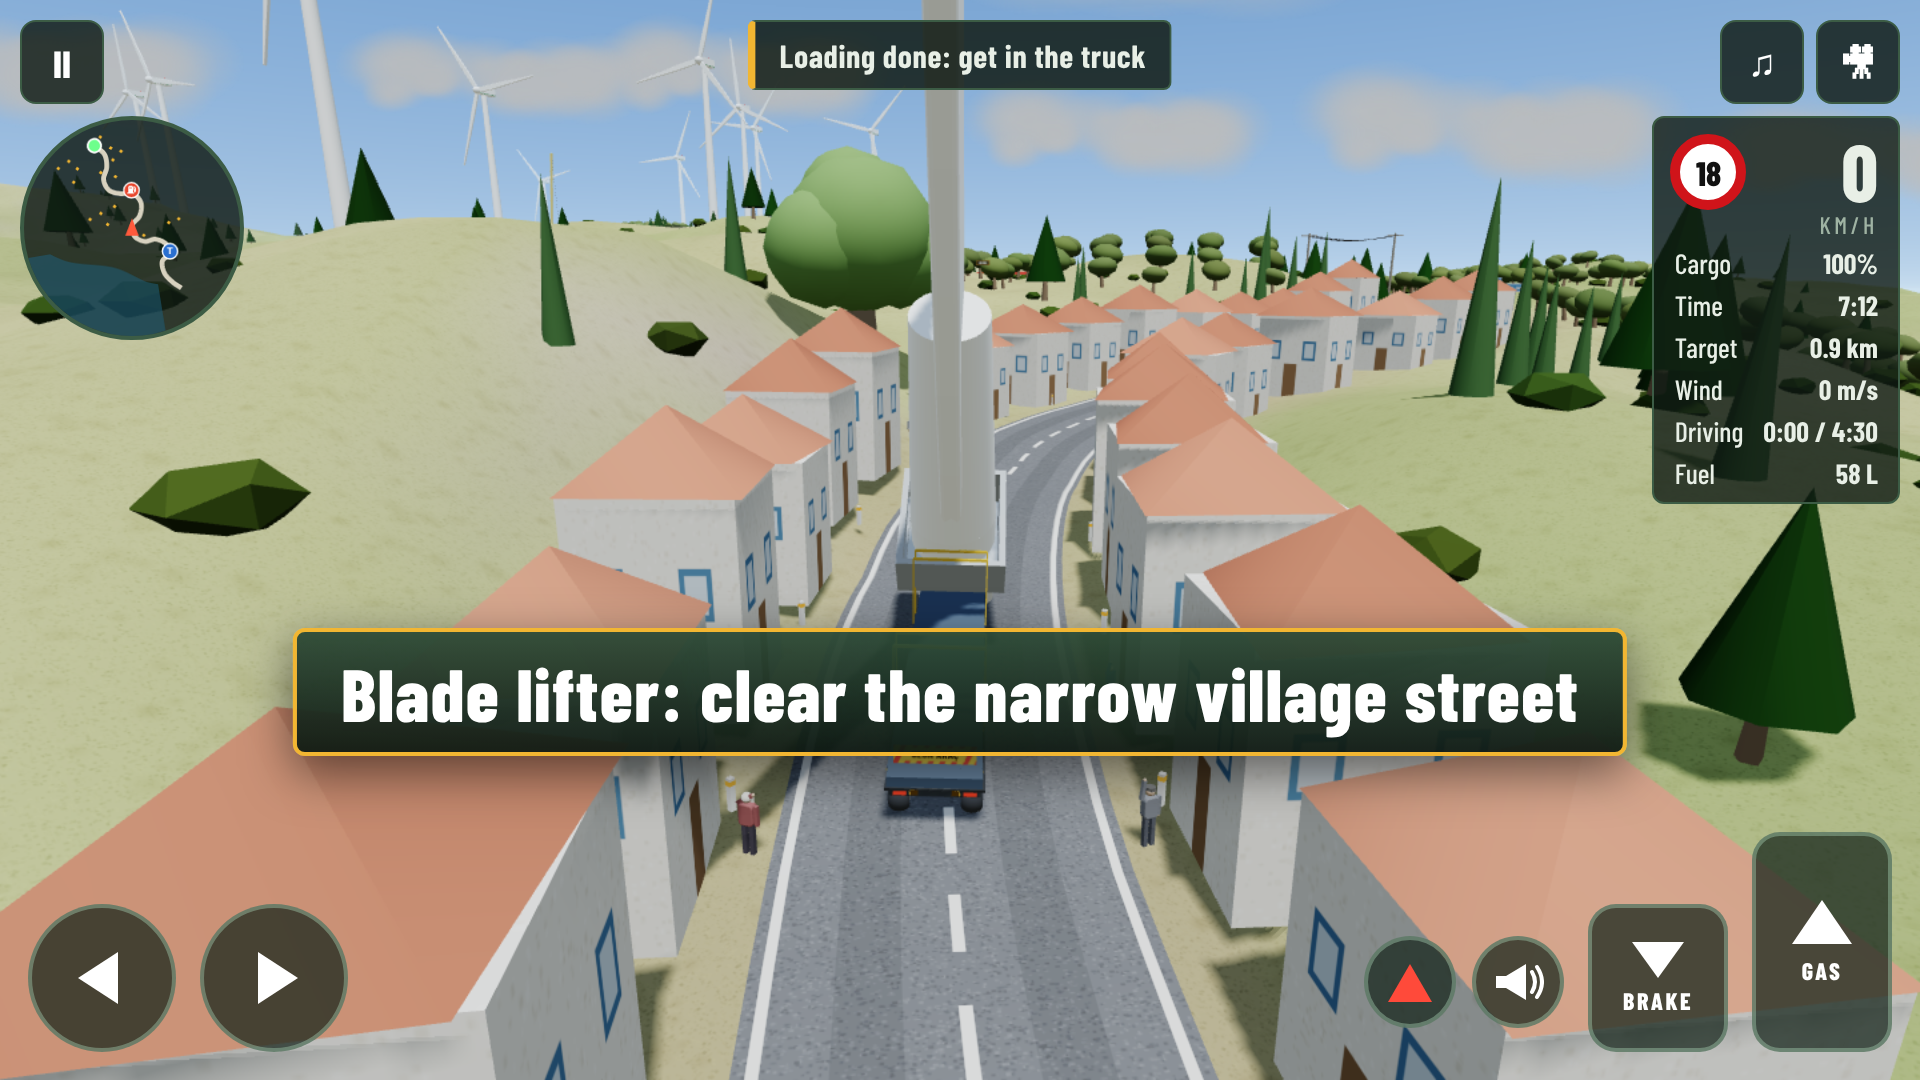 Loading done: get in the truck
18
0
KM/H
Cargo 100%
Time 7:12
Target 0.9 km
Wind 0 m/s
Driving 0:00 / 4:30
Fuel 58 L
T
Blade lifter: clear the narrow village street
BRAKE
GAS